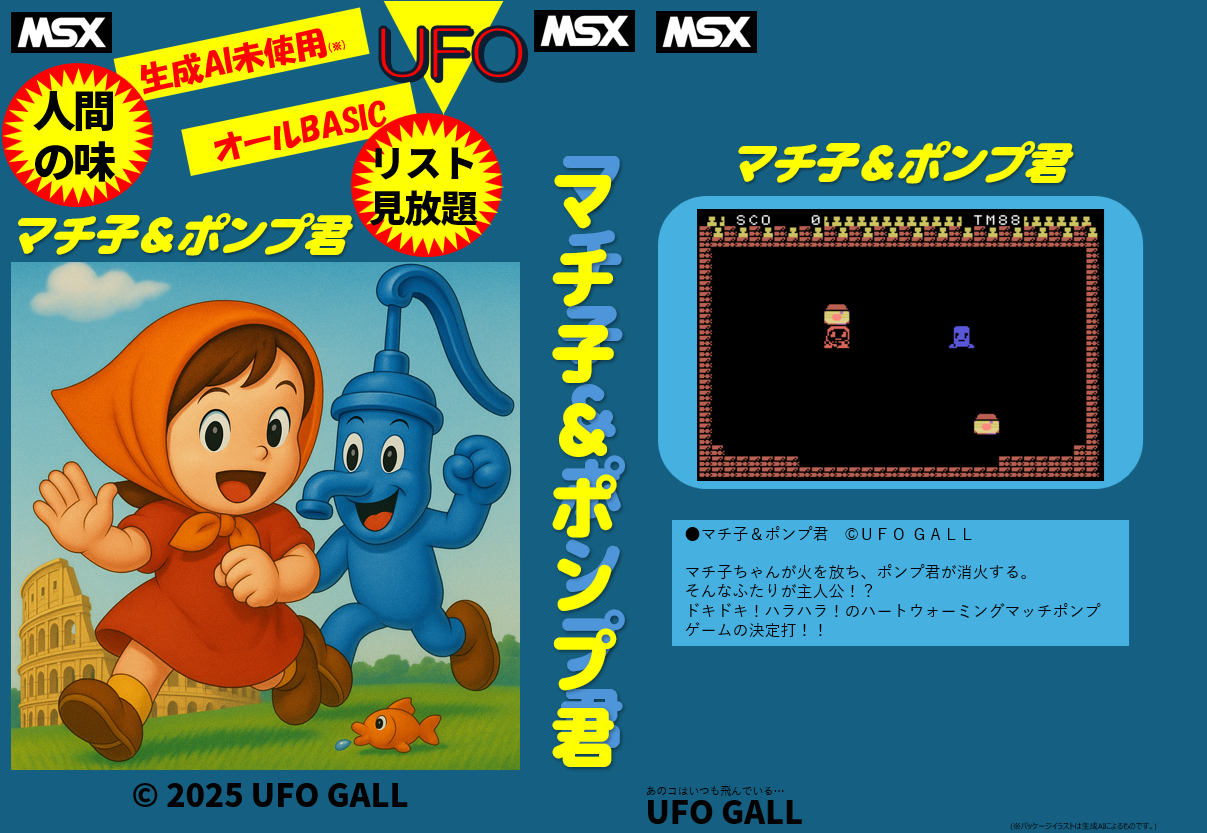 MSX
生成AI未使用(※)
UFO
人間
の味
オールBASIC
リスト
見放題
マチ子&ポンプ君
© 2025 UFO GALL
MSX
マチ子&ポンプ君
あのコはいつも飛んでいる…
UFO GALL
MSX
マチ子&ポンプ君
SCO 0 TM88
●マチ子&ポンプ君 ©UFO GALL
マチ子ちゃんが火を放ち、ポンプ君が消火する。
そんなふたりが主人公!?
ドキドキ!ハラハラ!のハートウォーミングマッチポンプ
ゲームの決定打!!
(※パッケージイラストは生成AIによるものです。)